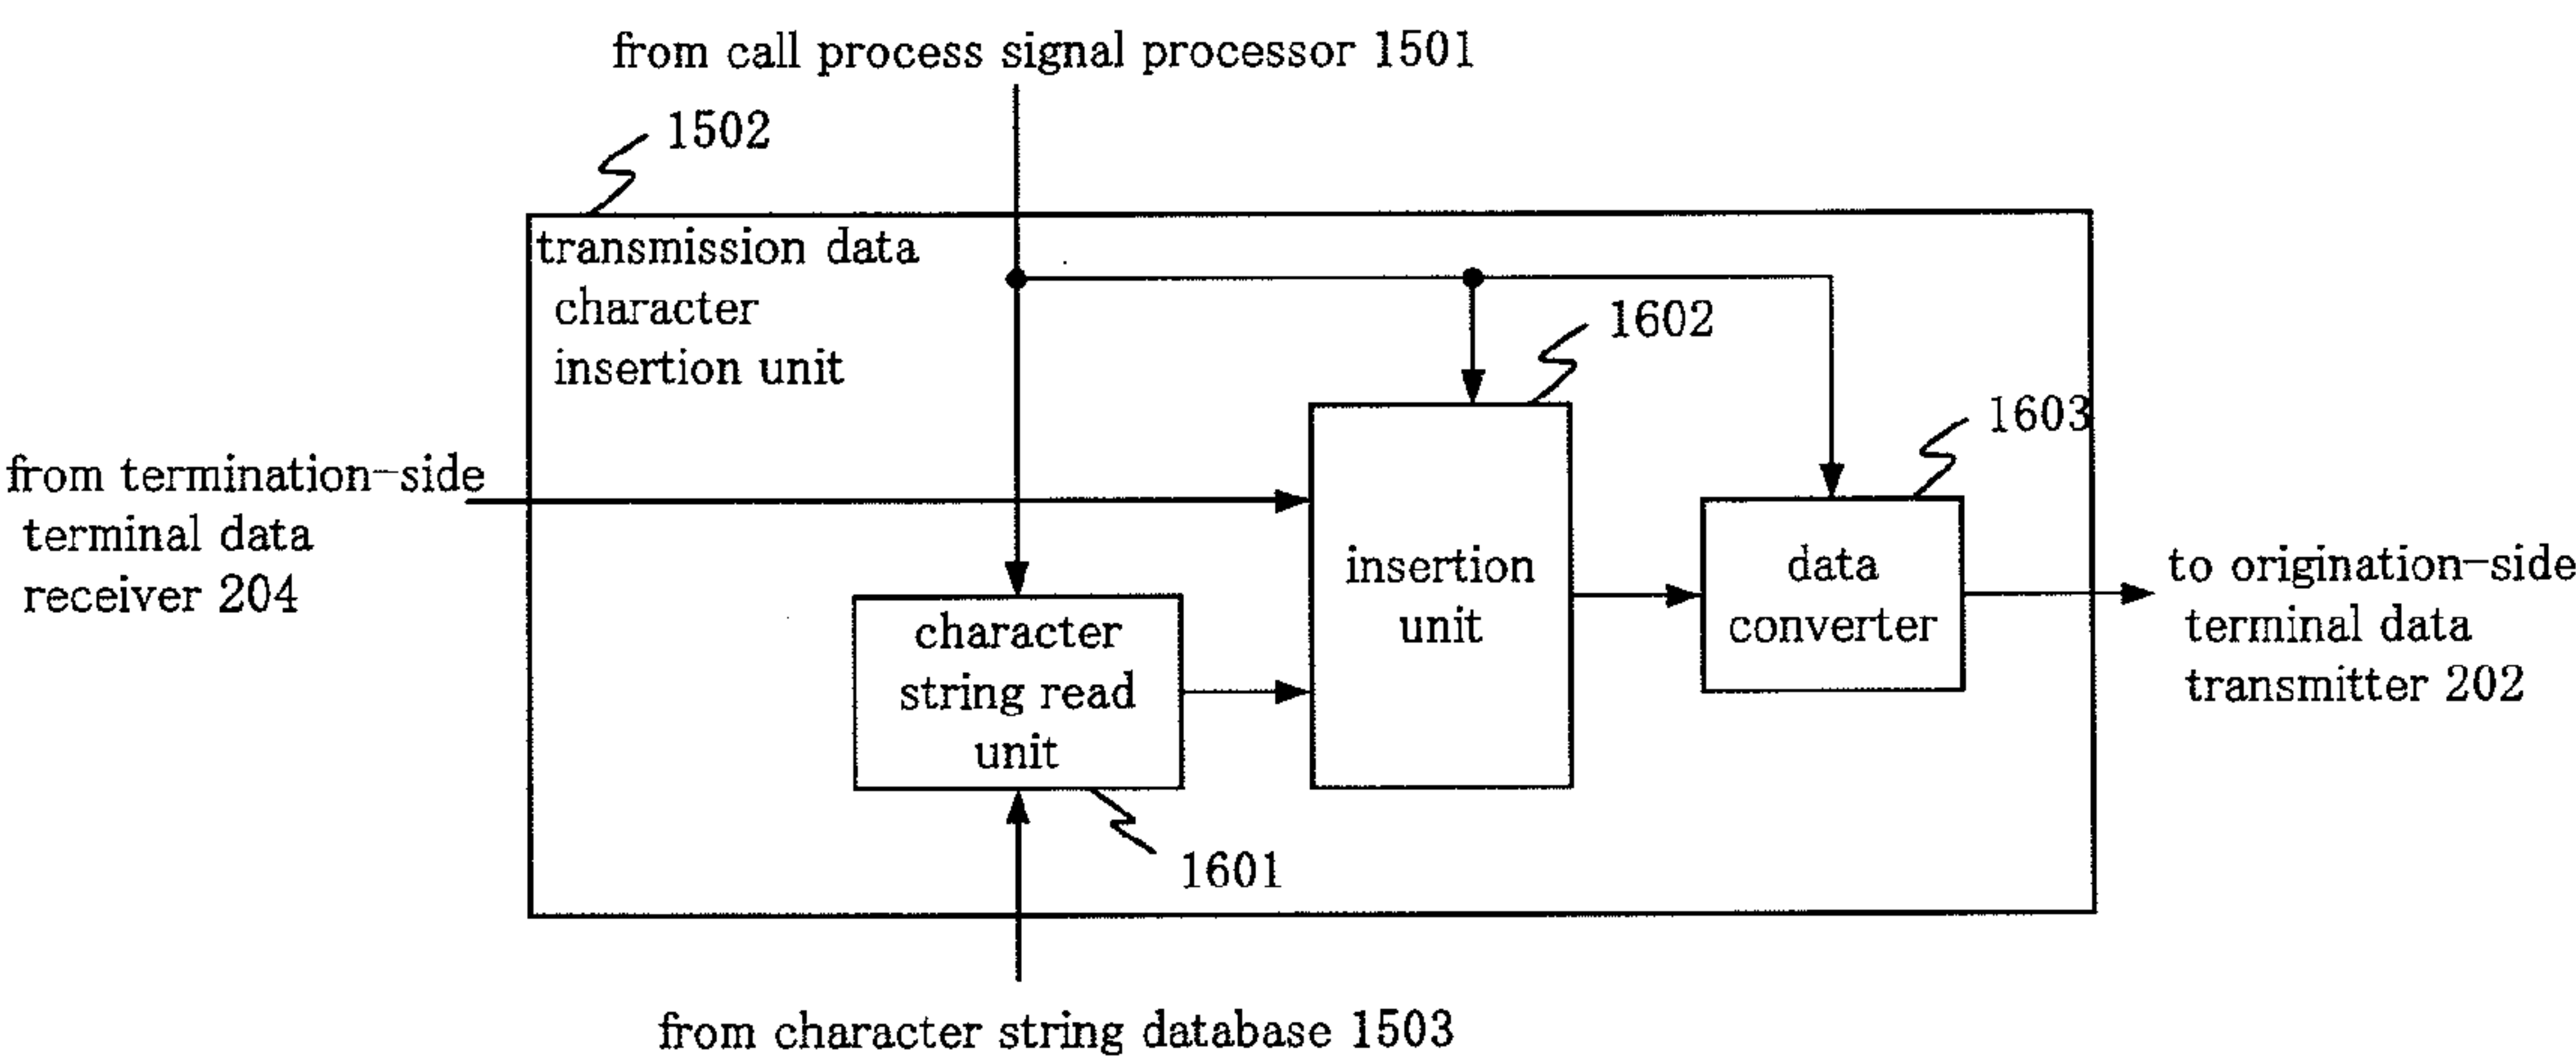 from call process signal processor 1501
1502
transmission data
character
insertion unit
1602
1603
from termination-side
terminal data
receiver 204
insertion
unit
data
converter
to origination-side
terminal data
transmitter 202
character
string read
unit
1601
from character string database 1503